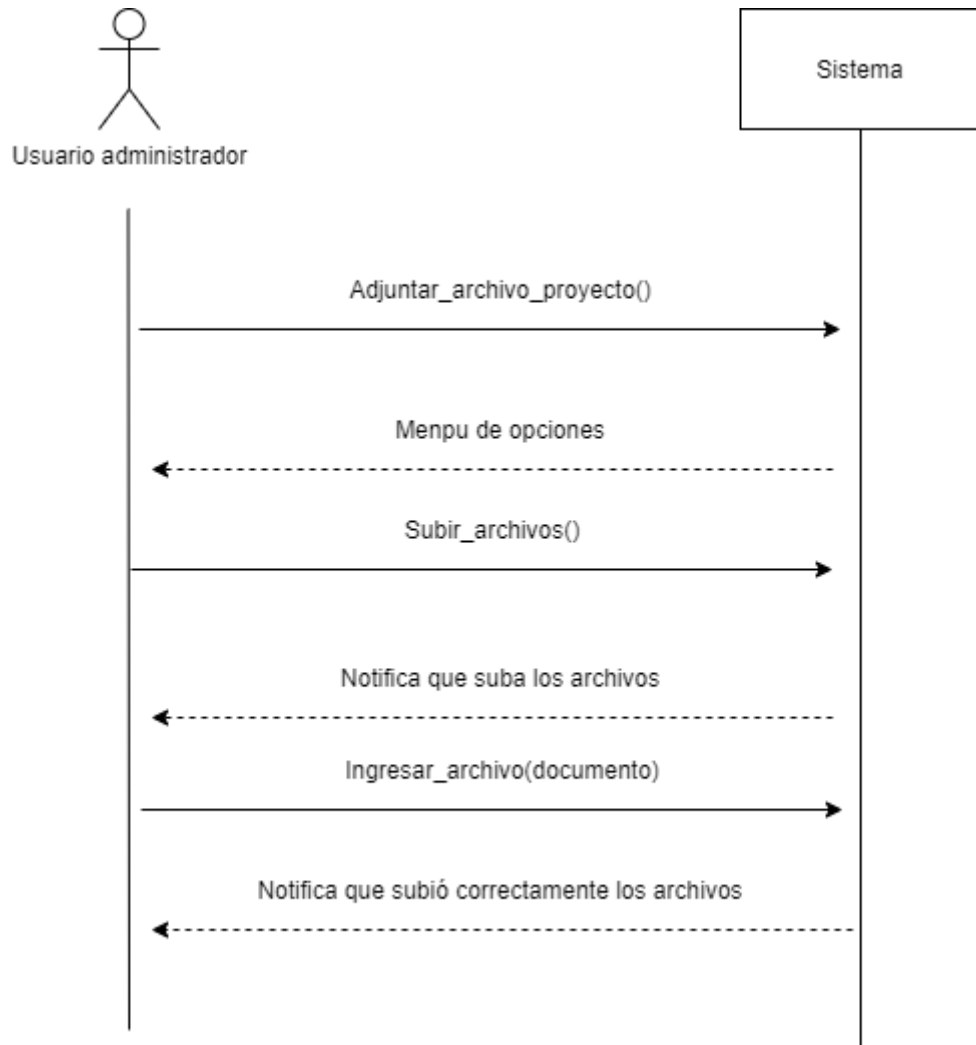 Sistema
Usuario administrador
Adjuntar_archivo_proyecto()
Menpu de opciones
Subir_archivos()
Notifica que suba los archivos
Ingresar_archivo(documento)
Notifica que subió correctamente los archivos